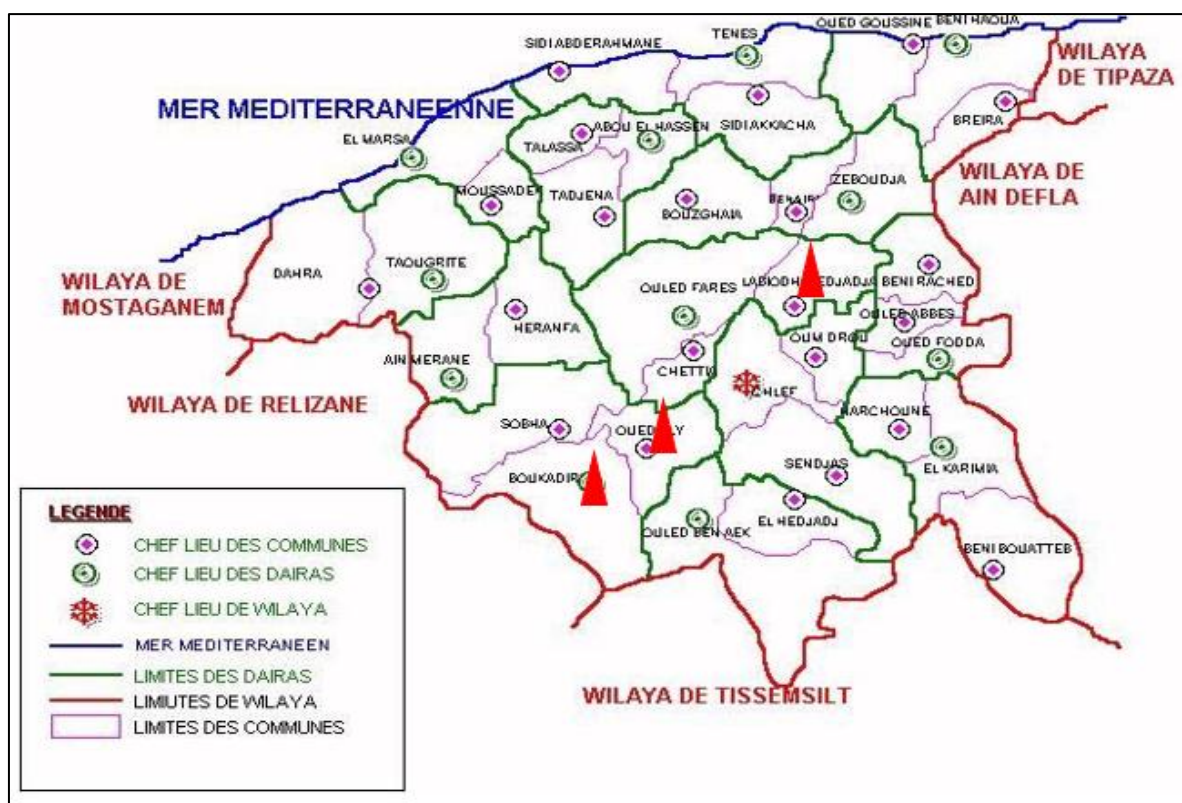 OUED GOUSSINE
BENI HAOUA
TENES
SIDI ABDERAHMANE
WILAYA
DE TIPAZA
MER MEDITERRANEENNE
ABOU EL HASSEN
SIDI AKKACHA
BREIRA
EL MARSA
TALASSA
WILAYA DE
AIN DEFLA
MOUSSADEK
TADJENA
BOUZGHAIA
ZEBOUDJA
WILAYA DE
MOSTAGANEM
DAHRA
TAOUGRITE
OULED FARES
BENI RACHED
HERANFA
OULED ABBES
OUM DROU
OUED FODDA
AIN MERANE
CHETTIA
CHLEF
WILAYA DE RELIZANE
HARCHOUNE
SOBHA
SENDJAS
EL KARIMIA
BOUKADIR
EL HEDJADJ
OULED BEN AEK
BENI BOUATTEB
WILAYA DE TISSEMSILT
LEGENDE
CHEF LIEU DES COMMUNES
CHEF LIEU DES DAIRAS
CHEF LIEU DE WILAYA
MER MEDITERRANEEN
LIMITES DES DAIRAS
LIMIUTES DE WILAYA
LIMITES DES COMMUNES